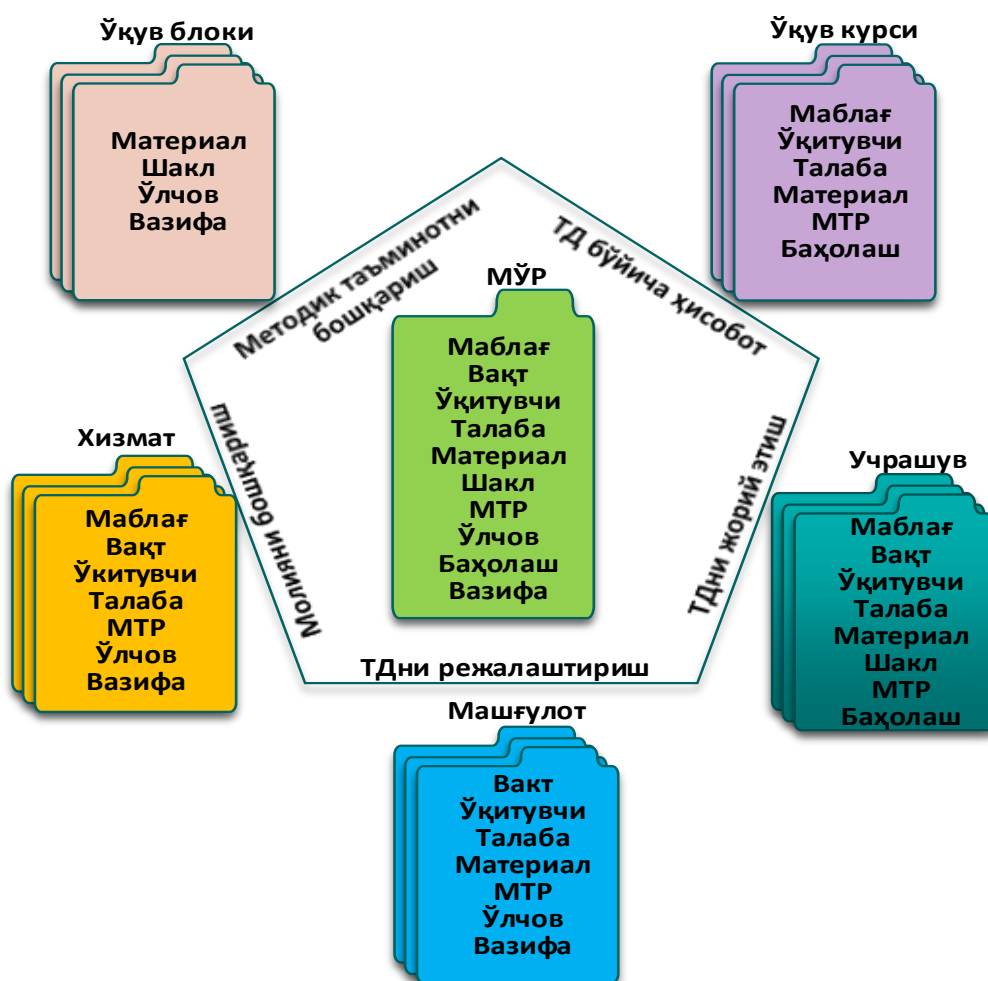 Ўқув блоки
Материал
Шакл
Ўлчов
Вазифа
Ўқув курси
Маблағ
Ўқитувчи
Талаба
Материал
МТР
Баҳолаш
Методик таъминотни
бошқариш
ТД бўйича ҳисобот
МЎР
Маблағ
Вақт
Ўқитувчи
Талаба
Материал
Шакл
МТР
Ўлчов
Баҳолаш
Вазифа
Молияни бошқариш
ТДни жорий этиш
ТДни режалаштириш
Хизмат
Маблағ
Вақт
Ўкитувчи
Талаба
МТР
Ўлчов
Вазифа
Учрашув
Маблағ
Вақт
Ўқитувчи
Талаба
Материал
Шакл
МТР
Баҳолаш
Машғулот
Вакт
Ўқитувчи
Талаба
Материал
МТР
Ўлчов
Вазифа